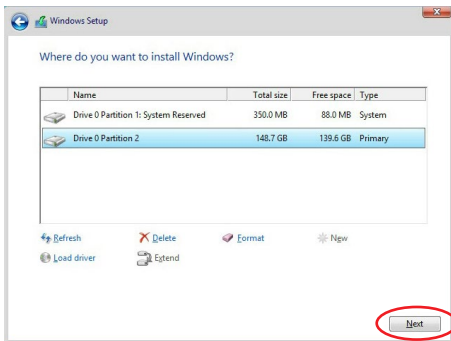 Windows Setup
Where do you want to install Windows?
Name Total size Free space Type
Drive 0 Partition 1: System Reserved 350.0 MB 88.0 MB System
Drive 0 Partition 2 148.7 GB 139.6 GB Primary
Refresh Delete Format New
Load driver Extend
Next